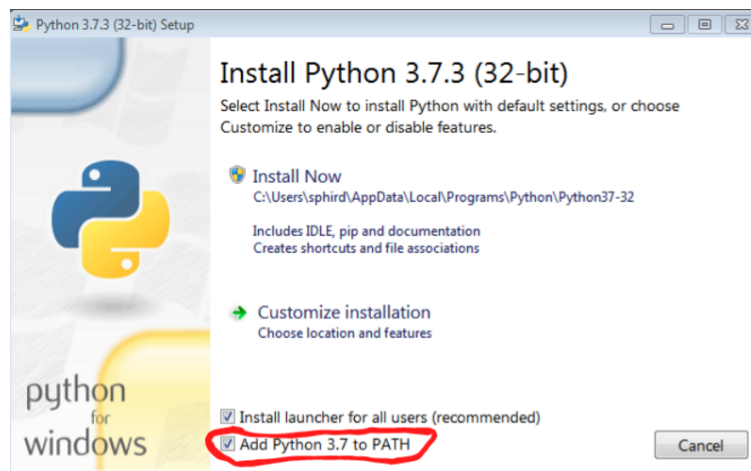 Python 3.7.3 (32-bit) Setup
Install Python 3.7.3 (32-bit)
Select Install Now to install Python with default settings, or choose
Customize to enable or disable features.
Install Now
C:\Users\sphird\AppData\Local\Programs\Python\Python37-32
Includes IDLE, pip and documentation
Creates shortcuts and file associations
Customize installation
Choose location and features
python
for
windows
Install launcher for all users (recommended)
Add Python 3.7 to PATH
Cancel